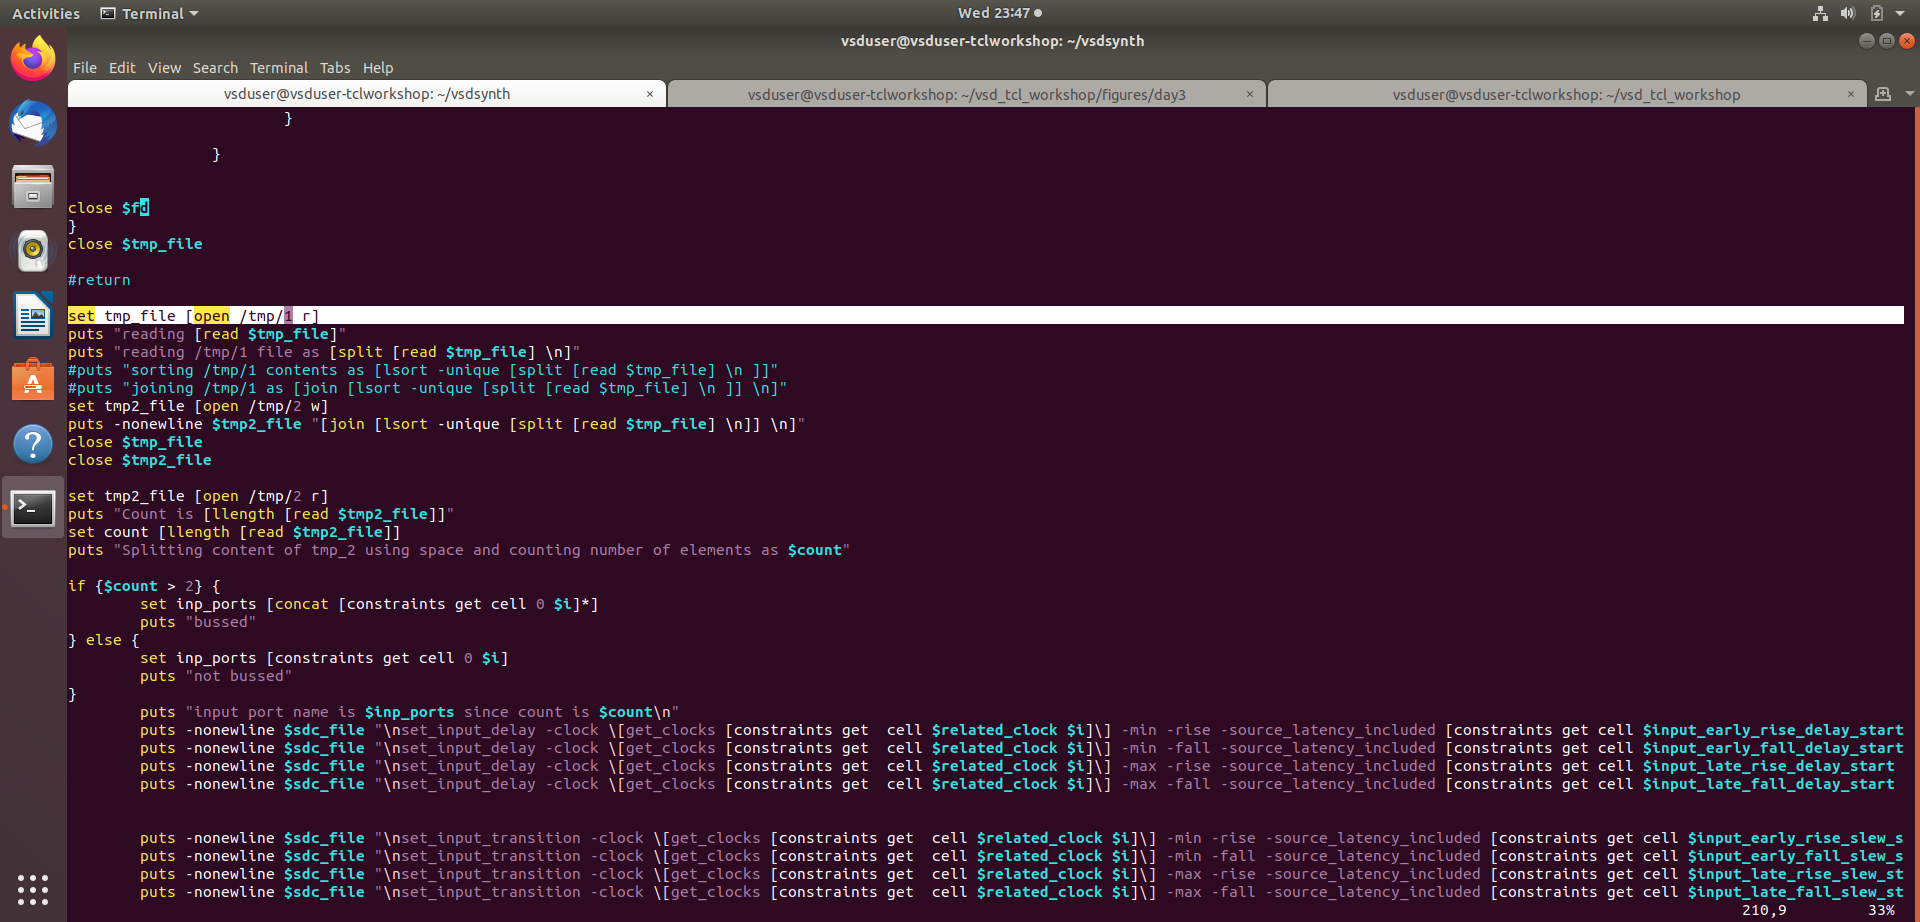 Activities Terminal Wed 23:47
vsduser@vsduser-tclworkshop: ~/vsdsynth
File Edit View Search Terminal Tabs Help
vsduser@vsduser-tclworkshop: ~/vsdsynth × vsduser@vsduser-tclworkshop: ~/vsd_tcl_workshop/figures/day3 × vsduser@vsduser-tclworkshop: ~/vsd_tcl_workshop ×
}
}
close $fd
}
close $tmp_file
#return
set tmp_file [open /tmp/1 r]
puts "reading [read $tmp_file]"
puts "reading /tmp/1 file as [split [read $tmp_file] \n]"
#puts "sorting /tmp/1 contents as [lsort -unique [split [read $tmp_file] \n ]]"
#puts "joining /tmp/1 as [join [lsort -unique [split [read $tmp_file] \n ]] \n]"
set tmp2_file [open /tmp/2 w]
puts -nonewline $tmp2_file "[join [lsort -unique [split [read $tmp_file] \n]] \n]"
close $tmp_file
close $tmp2_file
set tmp2_file [open /tmp/2 r]
puts "Count is [llength [read $tmp2_file]]"
set count [llength [read $tmp2_file]]
puts "Splitting content of tmp_2 using space and counting number of elements as $count"
if {$count > 2} {
set inp_ports [concat [constraints get cell 0 $i]*]
puts "bussed"
} else {
set inp_ports [constraints get cell 0 $i]
puts "not bussed"
}
puts "input port name is $inp_ports since count is $count\n"
puts -nonewline $sdc_file "\nset_input_delay -clock \[get_clocks [constraints get  cell $related_clock $i]\] -min -rise -source_latency_included [constraints get cell $input_early_rise_delay_start
puts -nonewline $sdc_file "\nset_input_delay -clock \[get_clocks [constraints get  cell $related_clock $i]\] -min -fall -source_latency_included [constraints get cell $input_early_fall_delay_start
puts -nonewline $sdc_file "\nset_input_delay -clock \[get_clocks [constraints get  cell $related_clock $i]\] -max -rise -source_latency_included [constraints get cell $input_late_rise_delay_start
puts -nonewline $sdc_file "\nset_input_delay -clock \[get_clocks [constraints get  cell $related_clock $i]\] -max -fall -source_latency_included [constraints get cell $input_late_fall_delay_start
puts -nonewline $sdc_file "\nset_input_transition -clock \[get_clocks [constraints get  cell $related_clock $i]\] -min -rise -source_latency_included [constraints get cell $input_early_rise_slew_s
puts -nonewline $sdc_file "\nset_input_transition -clock \[get_clocks [constraints get  cell $related_clock $i]\] -min -fall -source_latency_included [constraints get cell $input_early_fall_slew_s
puts -nonewline $sdc_file "\nset_input_transition -clock \[get_clocks [constraints get  cell $related_clock $i]\] -max -rise -source_latency_included [constraints get cell $input_late_rise_slew_st
puts -nonewline $sdc_file "\nset_input_transition -clock \[get_clocks [constraints get  cell $related_clock $i]\] -max -fall -source_latency_included [constraints get cell $input_late_fall_slew_st
210,9 33%